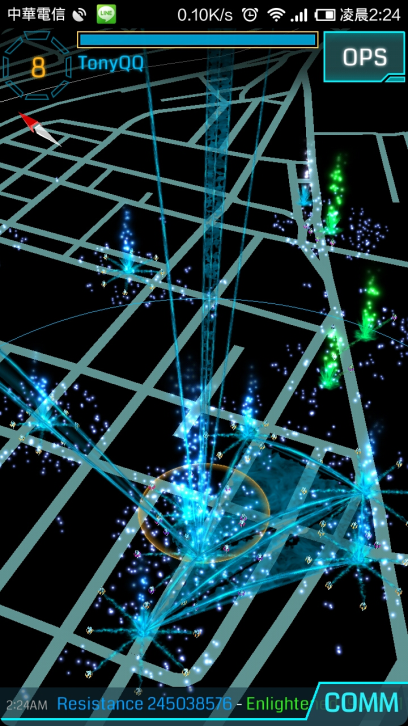 中華電信 LINE 0.10K/s 凌晨2:24
8 TonyQQ OPS
2:24AM Resistance 245038576 - Enlighte
COMM